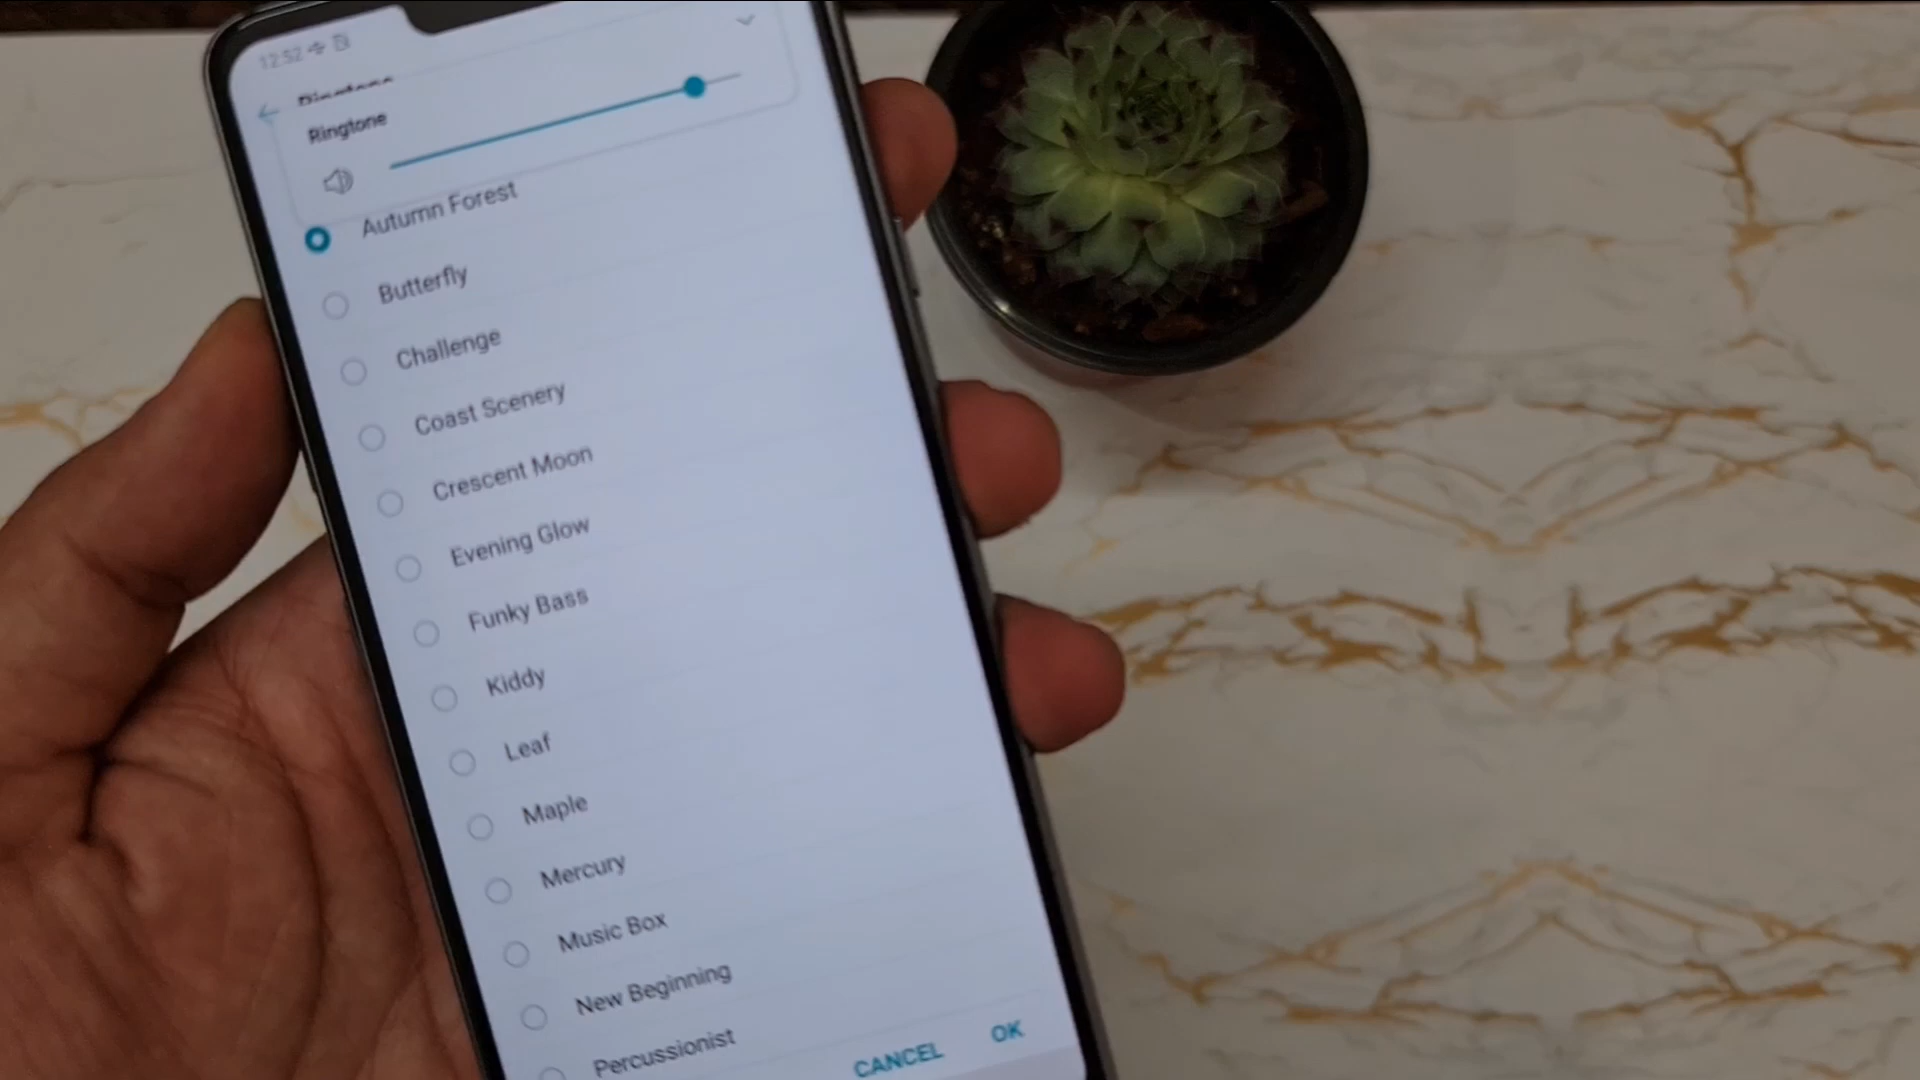 12:52
Ringtone
Ringtone
Autumn Forest
Butterfly
Challenge
Coast Scenery
Crescent Moon
Evening Glow
Funky Bass
Kiddy
Leaf
Maple
Mercury
Music Box
New Beginning
Percussionist
CANCEL OK